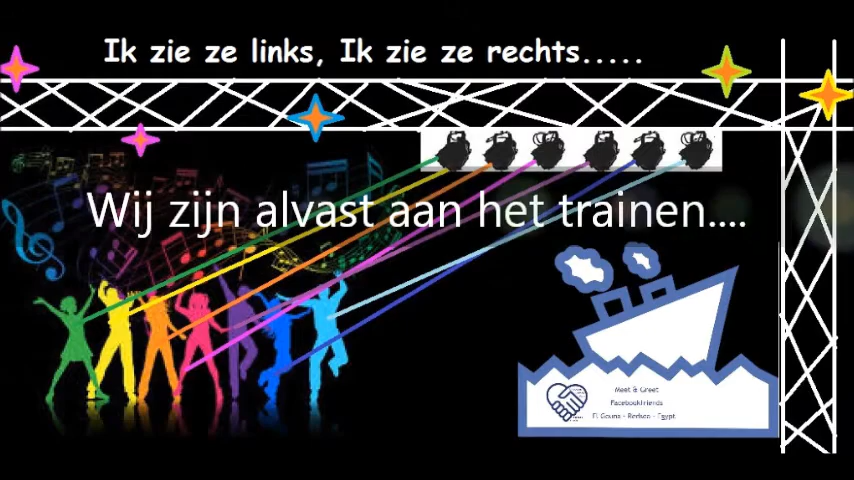 Ik zie ze links, Ik zie ze rechts.....
Wij zijn alvast aan het trainen....
Meet & Greet
Facebookfriends
El Gouna - Redsea - Egypt